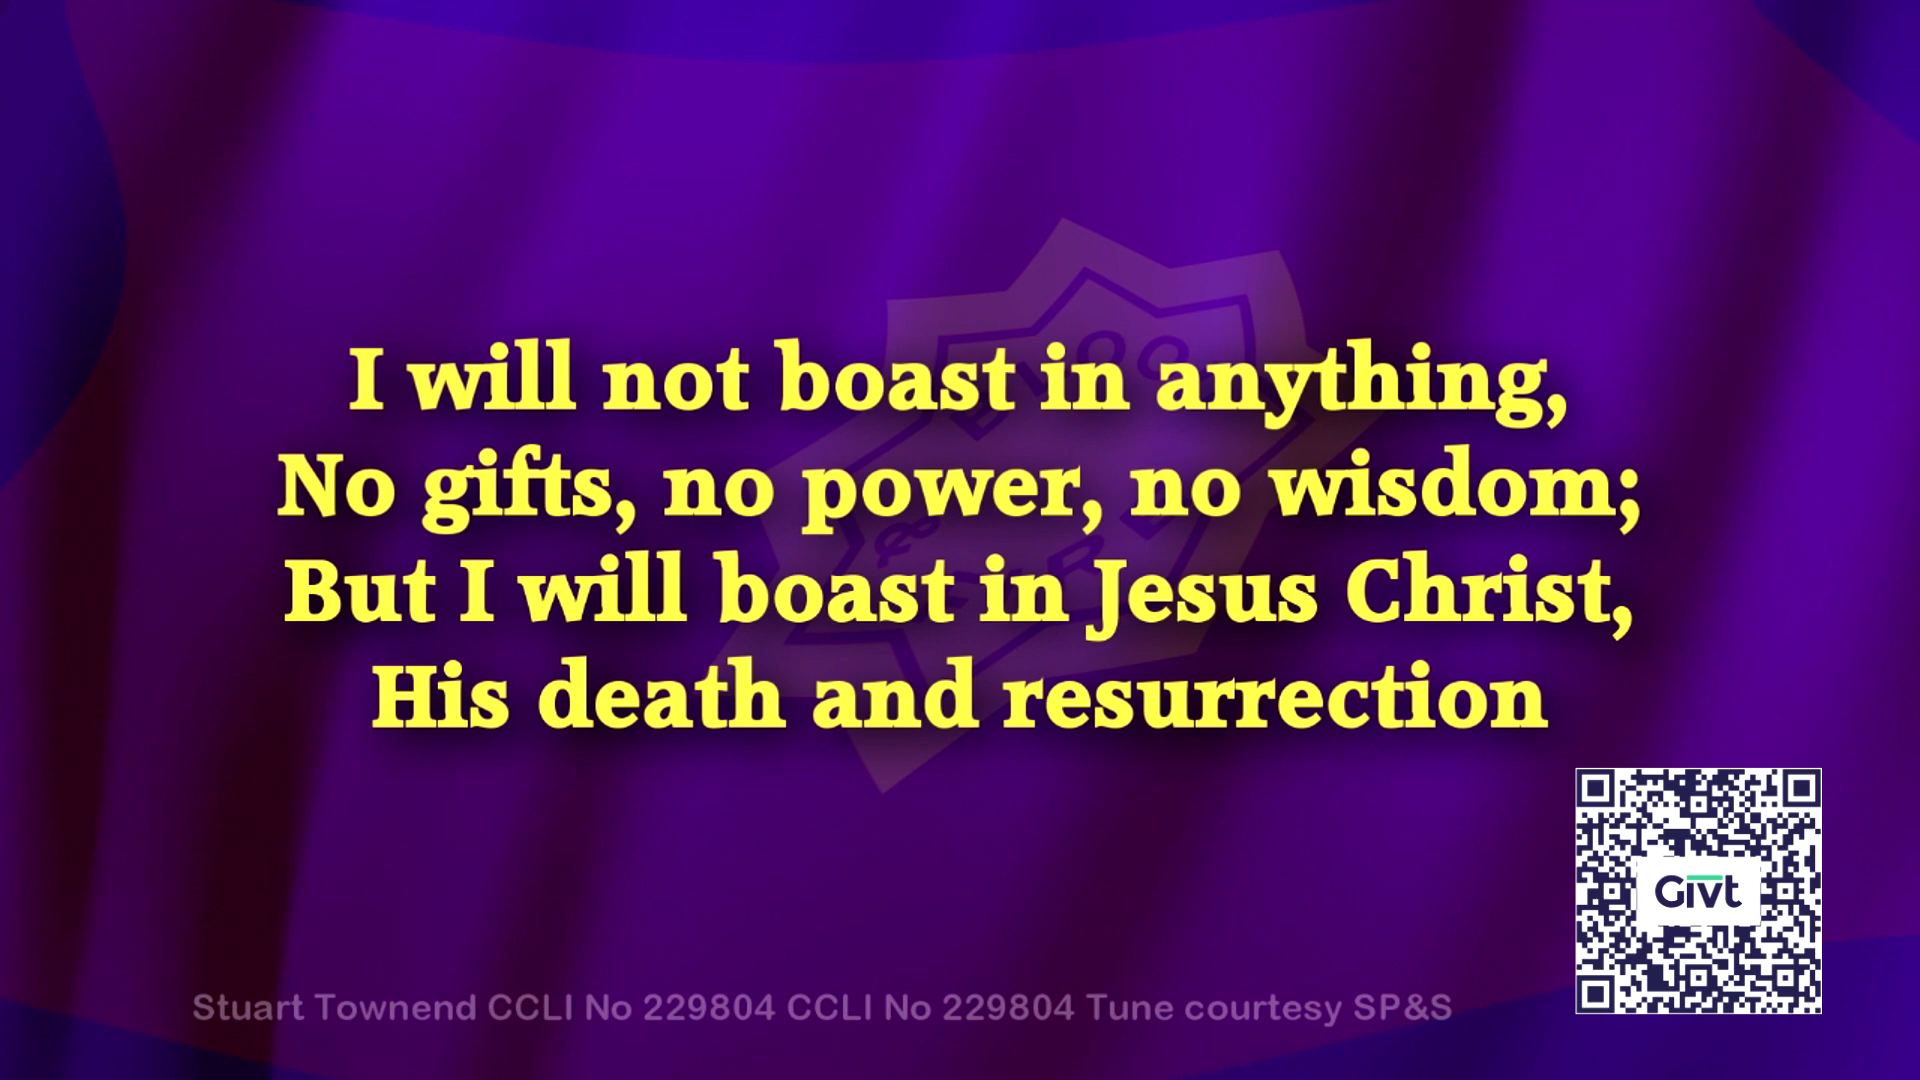 I will not boast in anything,
No gifts, no power, no wisdom;
But I will boast in Jesus Christ,
His death and resurrection
Givt
Stuart Townend CCLI No 229804 CCLI No 229804 Tune courtesy SP&S